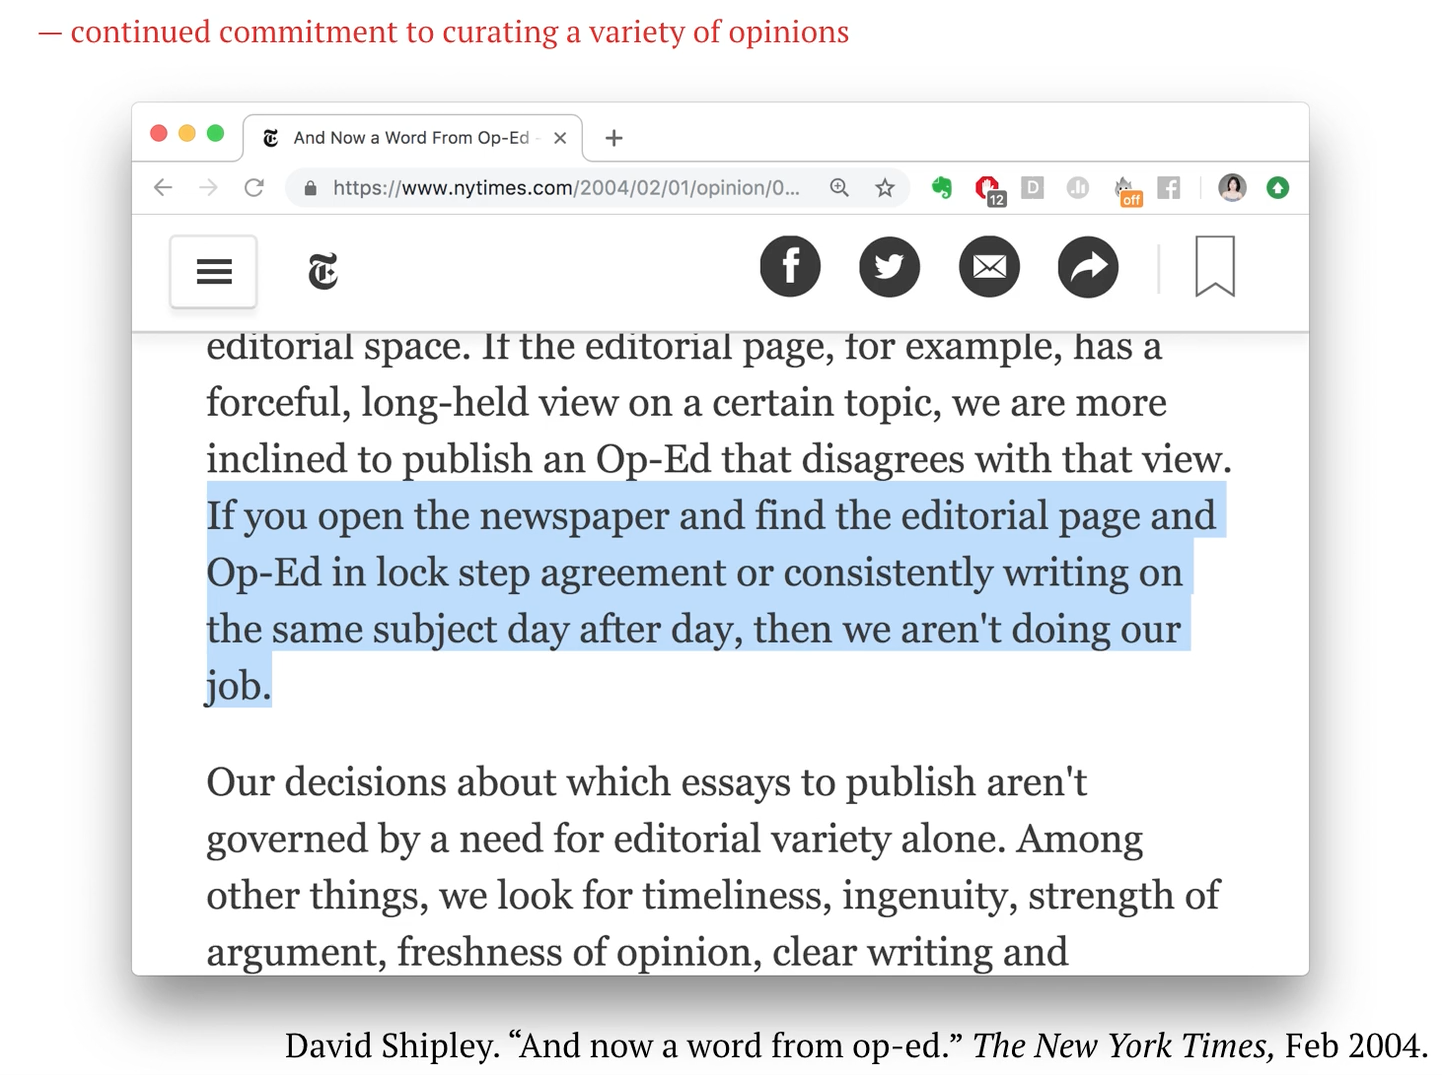 — continued commitment to curating a variety of opinions
And Now a Word From Op-Ed -
https://www.nytimes.com/2004/02/01/opinion/0...
12
D
off
editorial space. If the editorial page, for example, has a
forceful, long-held view on a certain topic, we are more
inclined to publish an Op-Ed that disagrees with that view.
If you open the newspaper and find the editorial page and
Op-Ed in lock step agreement or consistently writing on
the same subject day after day, then we aren't doing our
job.
Our decisions about which essays to publish aren't
governed by a need for editorial variety alone. Among
other things, we look for timeliness, ingenuity, strength of
argument, freshness of opinion, clear writing and
David Shipley. “And now a word from op-ed.” The New York Times, Feb 2004.